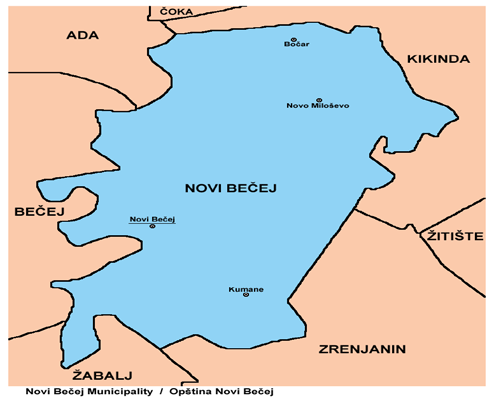 ČOKA
ADA
Bočar
KIKINDA
Novo Miloševo
NOVI BEČEJ
BEČEJ
Novi Bečej
ŽITIŠTE
Kumane
ZRENJANIN
ŽABALJ
Novi Bečej Municipality / Opština Novi Bečej